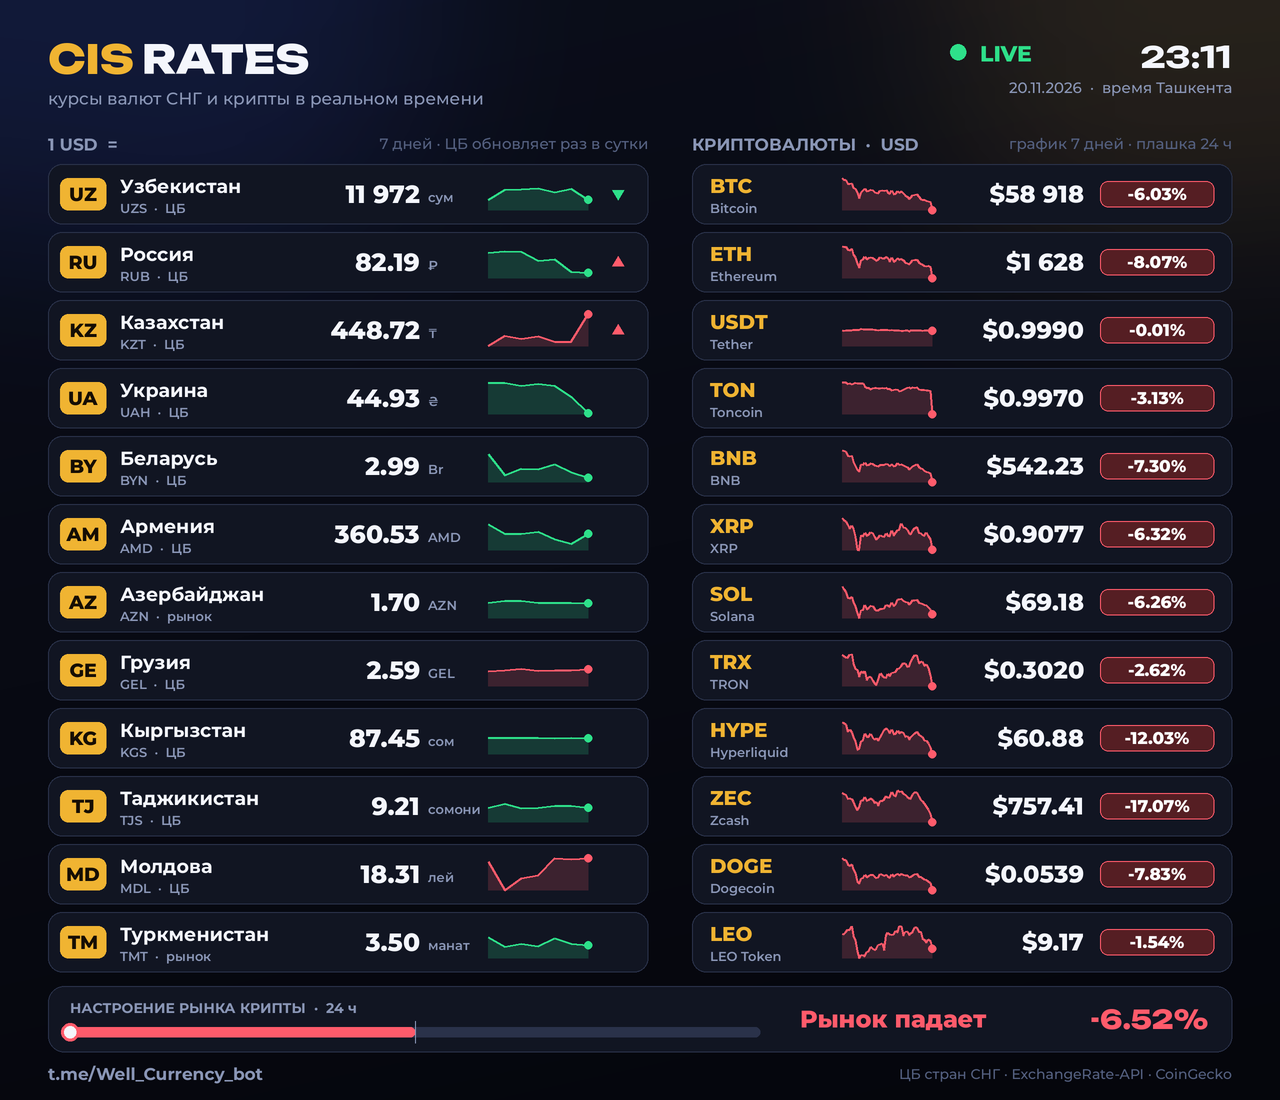 CIS RATES
курсы валют СНГ и крипты в реальном времени
LIVE 23:11
20.11.2026 · время Ташкента
1 USD =
7 дней · ЦБ обновляет раз в сутки
UZ Узбекистан 11 972 сум
UZS · ЦБ
RU Россия 82.19 ₽
RUB · ЦБ
KZ Казахстан 448.72 ₸
KZT · ЦБ
UA Украина 44.93 ₴
UAH · ЦБ
BY Беларусь 2.99 Br
BYN · ЦБ
AM Армения 360.53 AMD
AMD · ЦБ
AZ Азербайджан 1.70 AZN
AZN · рынок
GE Грузия 2.59 GEL
GEL · ЦБ
KG Кыргызстан 87.45 сом
KGS · ЦБ
TJ Таджикистан 9.21 сомони
TJS · ЦБ
MD Молдова 18.31 лей
MDL · ЦБ
TM Туркменистан 3.50 манат
TMT · рынок
КРИПТОВАЛЮТЫ · USD
график 7 дней · плашка 24 ч
BTC $58 918 -6.03%
Bitcoin
ETH $1 628 -8.07%
Ethereum
USDT $0.9990 -0.01%
Tether
TON $0.9970 -3.13%
Toncoin
BNB $542.23 -7.30%
BNB
XRP $0.9077 -6.32%
XRP
SOL $69.18 -6.26%
Solana
TRX $0.3020 -2.62%
TRON
HYPE $60.88 -12.03%
Hyperliquid
ZEC $757.41 -17.07%
Zcash
DOGE $0.0539 -7.83%
Dogecoin
LEO $9.17 -1.54%
LEO Token
НАСТРОЕНИЕ РЫНКА КРИПТЫ · 24 ч
Рынок падает -6.52%
t.me/Well_Currency_bot
ЦБ стран СНГ · ExchangeRate-API · CoinGecko